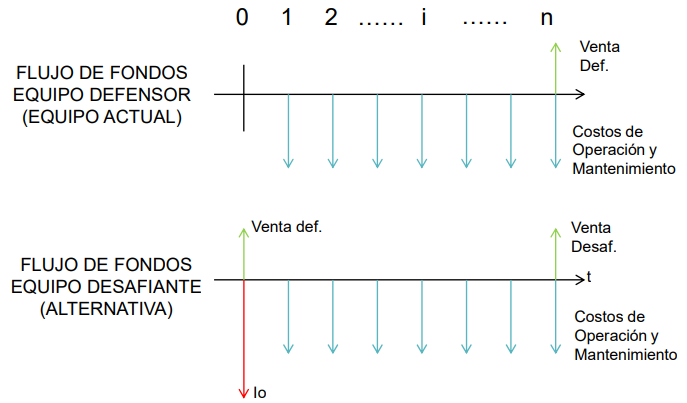 0 1 2 ...... i ...... n
Venta
Def.
FLUJO DE FONDOS
EQUIPO DEFENSOR
(EQUIPO ACTUAL)
Costos de
Operación y
Mantenimiento
Venta def.
Venta
Desaf.
FLUJO DE FONDOS
EQUIPO DESAFIANTE
(ALTERNATIVA)
t
Costos de
Operación y
Mantenimiento
Io